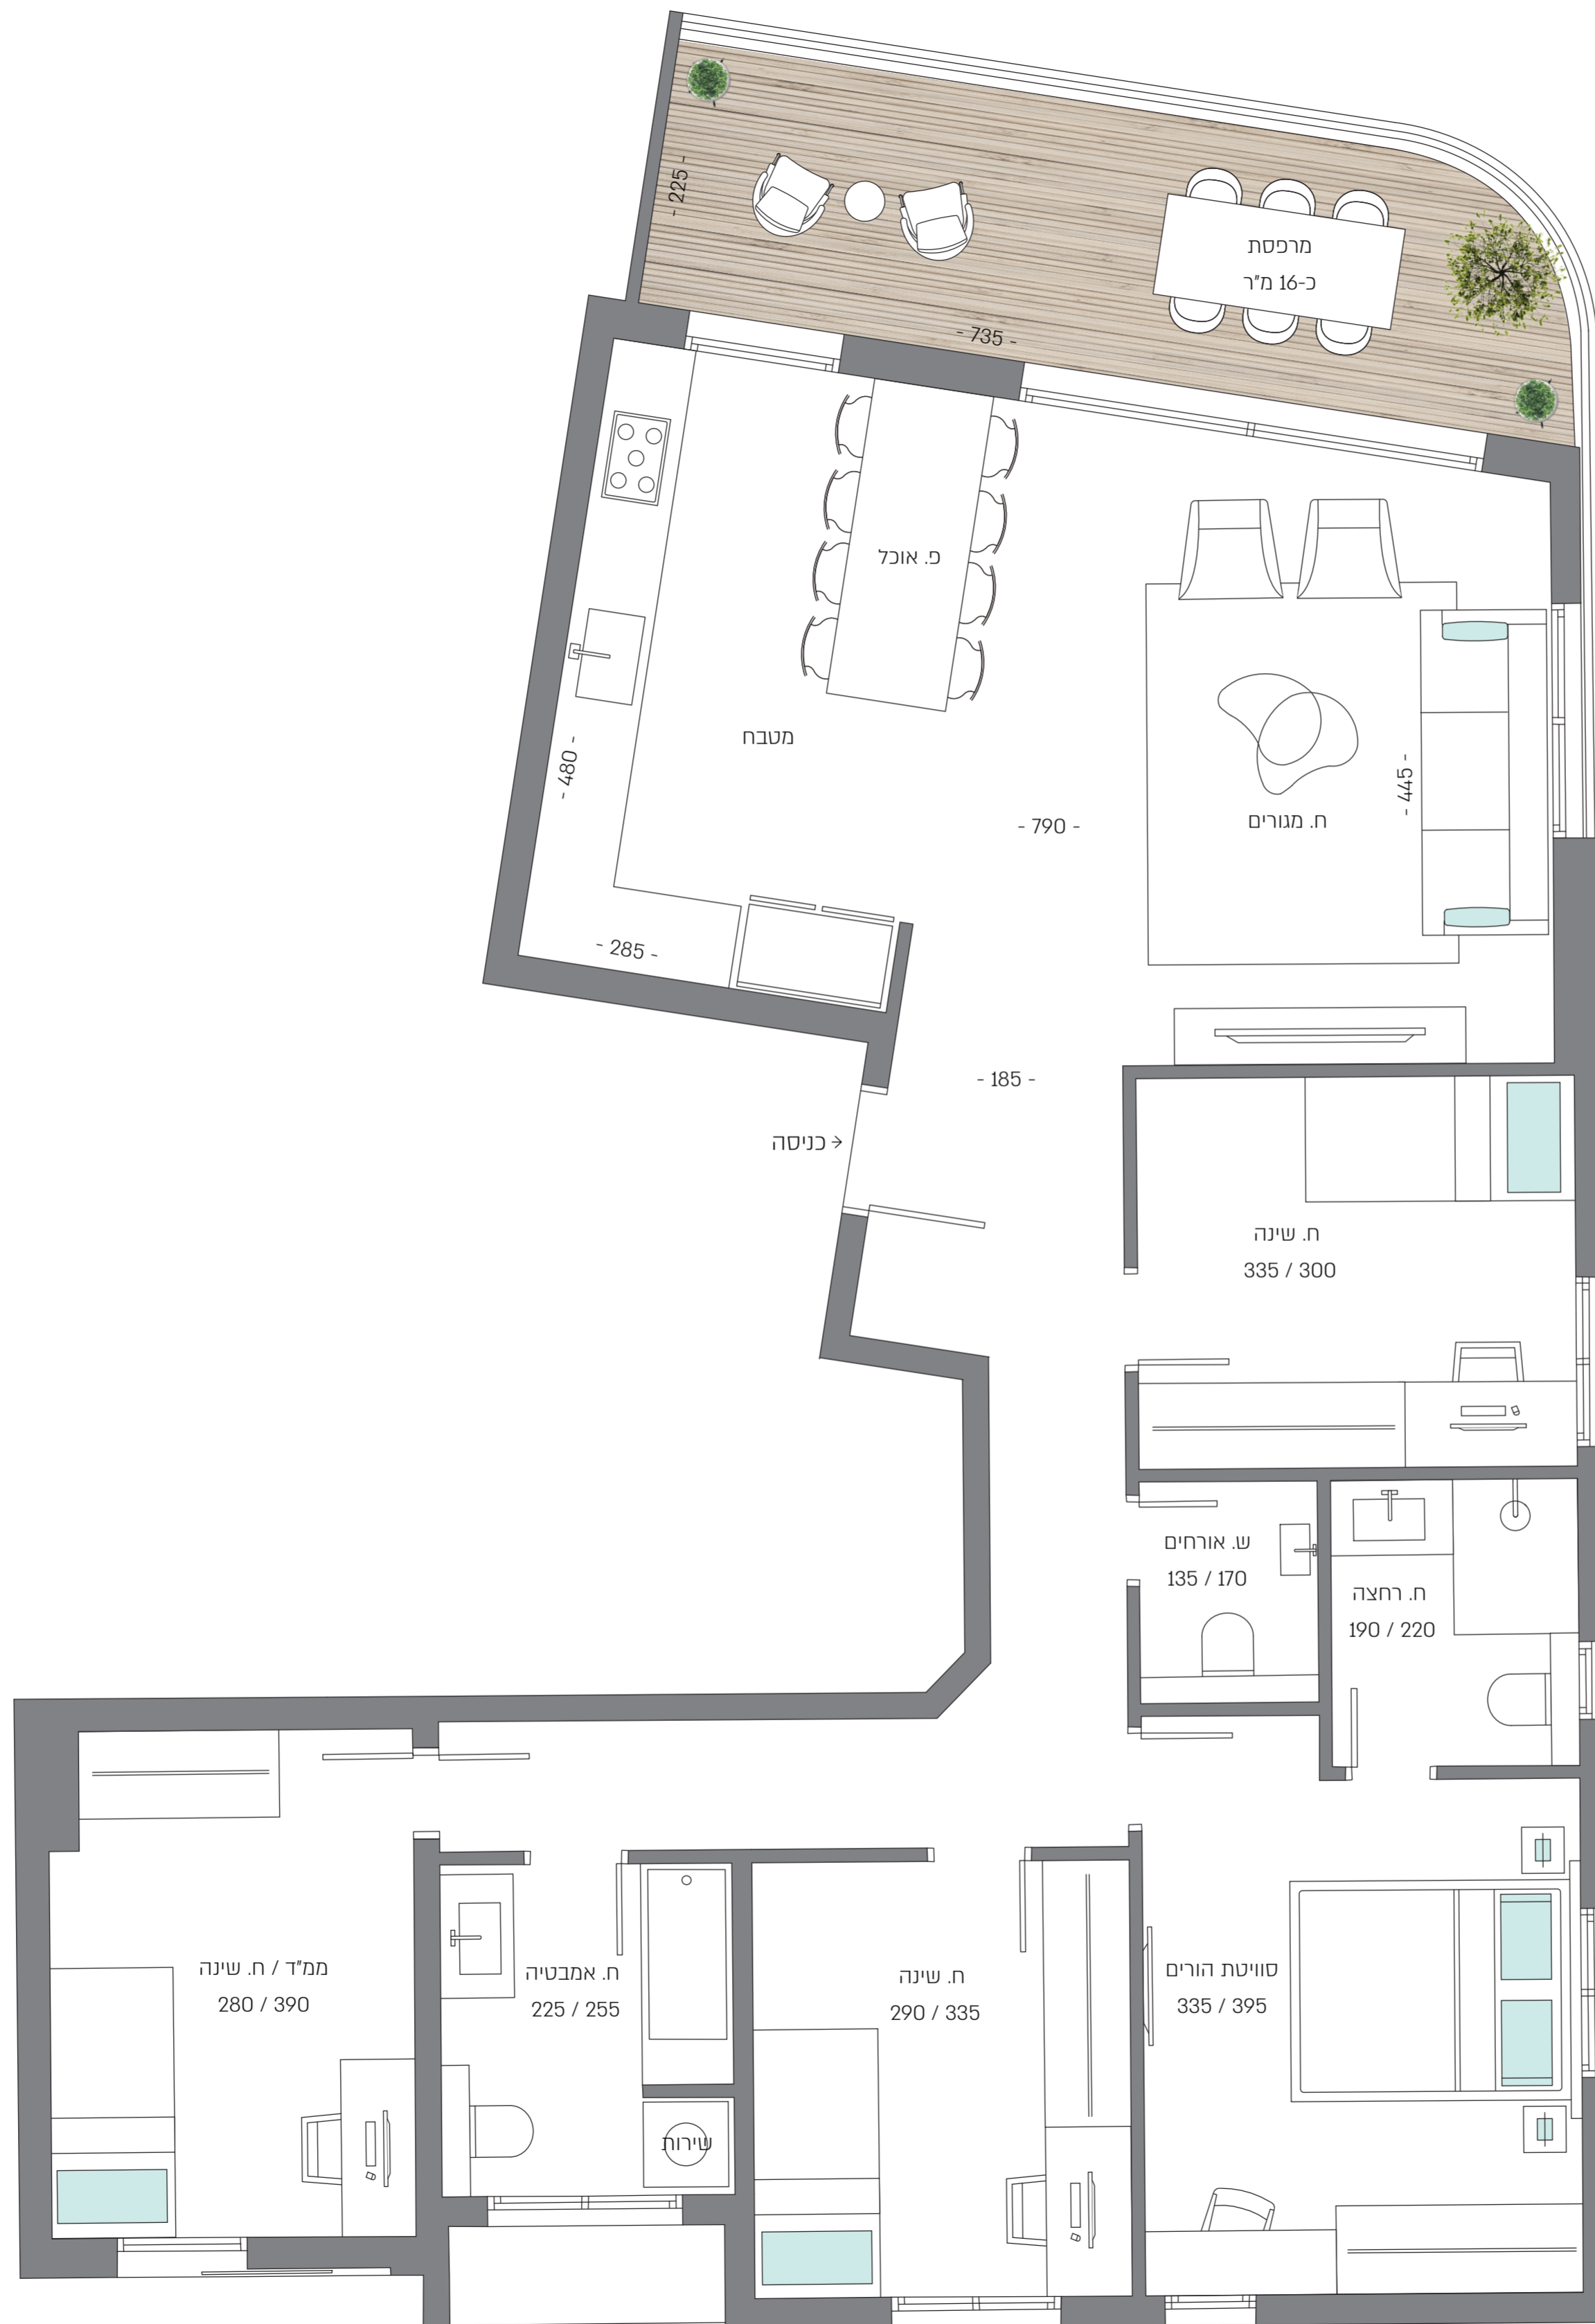 - 225 -
מרפסת
כ-16 מ"ר
- 735 -
פ. אוכל
מטבח
- 480 -
- 445 -
ח. מגורים
- 790 -
- 285 -
- 185 -
כניסה
ח. שינה
335 / 300
ש. אורחים
135 / 170
ח. רחצה
190 / 220
ממ"ד / ח. שינה
280 / 390
ח. אמבטיה
225 / 255
ח. שינה
290 / 335
סוויטת הורים
335 / 395
שירות